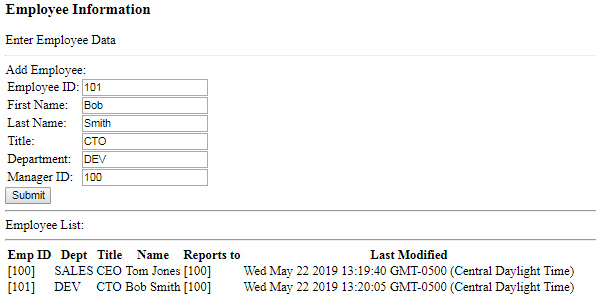 Employee Information
Enter Employee Data
Add Employee:
Employee ID: 101
First Name: Bob
Last Name: Smith
Title: CTO
Department: DEV
Manager ID: 100
Submit
Employee List:
Emp ID Dept Title Name Reports to Last Modified
[100] SALES CEO Tom Jones [100] Wed May 22 2019 13:19:40 GMT-0500 (Central Daylight Time)
[101] DEV CTO Bob Smith [100] Wed May 22 2019 13:20:05 GMT-0500 (Central Daylight Time)